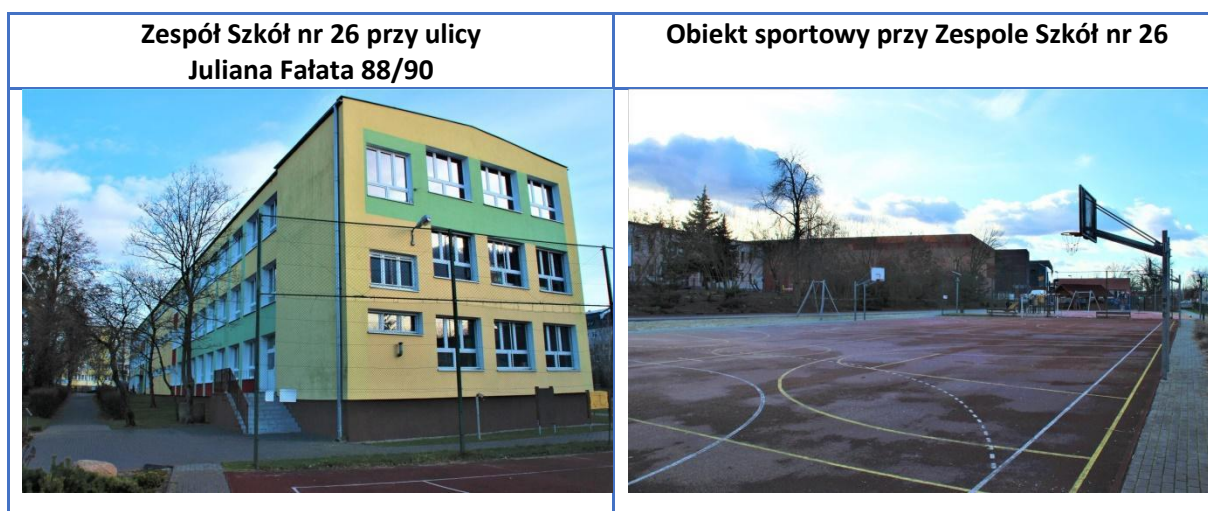 Zespół Szkół nr 26 przy ulicy
Juliana Fałata 88/90
Obiekt sportowy przy Zespole Szkół nr 26